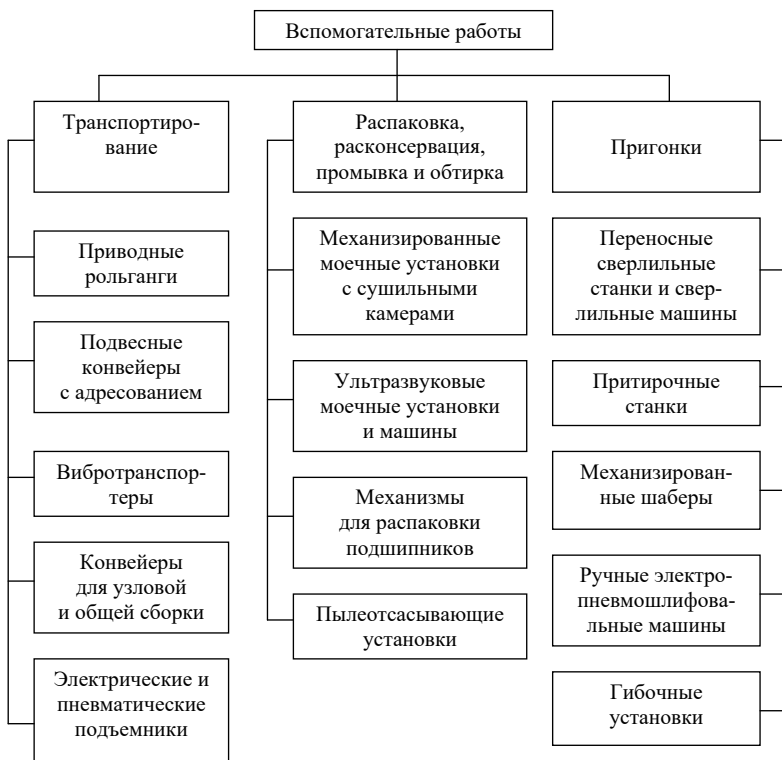 Вспомогательные работы
Транспортиро-
вание
Приводные
рольганги
Подвесные
конвейеры
с адресованием
Вибротранспор-
теры
Конвейеры
для узловой
и общей сборки
Электрические и
пневматические
подъемники
Распаковка,
расконсервация,
промывка и обтирка
Механизированные
моечные установки
с сушильными
камерами
Ультразвуковые
моечные установки
и машины
Механизмы
для распаковки
подшипников
Пылеотсасывающие
установки
Пригонки
Переносные
сверлильные
станки и свер-
лильные машины
Притирочные
станки
Механизирован-
ные шаберы
Ручные электро-
пневмошлифова-
льные машины
Гибочные
установки